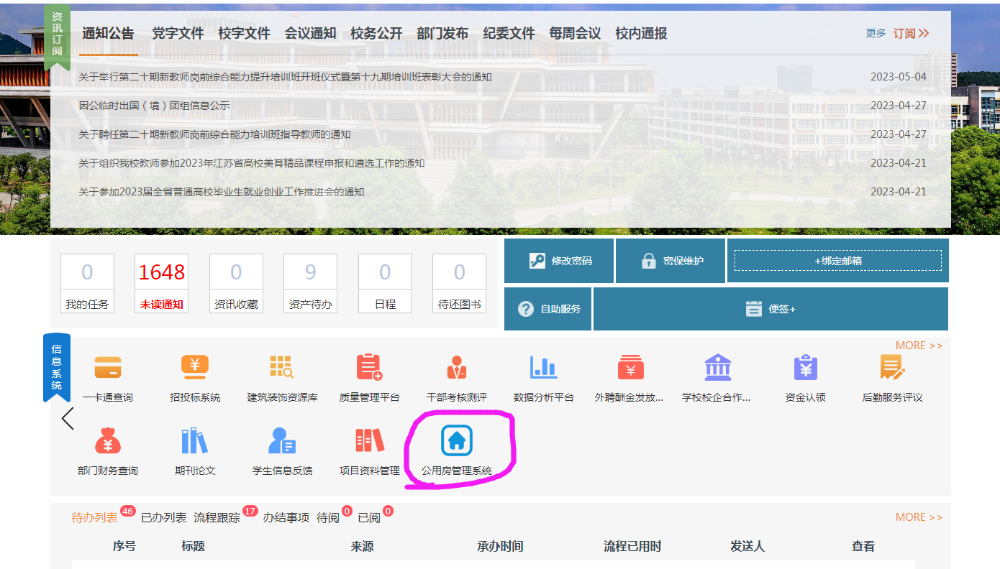 资讯订阅
通知公告 党字文件 校字文件 会议通知 校务公开 部门发布 纪委文件 每周会议 校内通报 更多 订阅
关于举行第二十期新教师岗前综合能力提升培训班开班仪式暨第十九期培训班表彰大会的通知 2023-05-04
因公临时出国（境）团组信息公示 2023-04-27
关于聘任第二十期新教师岗前综合能力培训班指导教师的通知 2023-04-27
关于组织我校教师参加2023年江苏省高校美育精品课程申报和遴选工作的通知 2023-04-21
关于参加2023届全省普通高校毕业生就业创业工作推进会的通知 2023-04-21
0 1648 0 9 0 0
我的任务 未读通知 资讯收藏 资产待办 日程 待还图书
修改密码 密保维护 +绑定邮箱
自助服务 便签+
信息系统
MORE >>
一卡通查询 招投标系统 建筑装饰资源库 质量管理平台 干部考核测评 数据分析平台 外聘酬金发放... 学校校企合作... 资金认领 后勤服务评议
部门财务查询 期刊论文 学生信息反馈 项目资料管理 公用房管理系统
待办列表 46 已办列表 流程跟踪 17 办结事项 待阅 0 已阅 0 MORE >>
序号 标题 来源 承办时间 流程已用时 发送人 查看